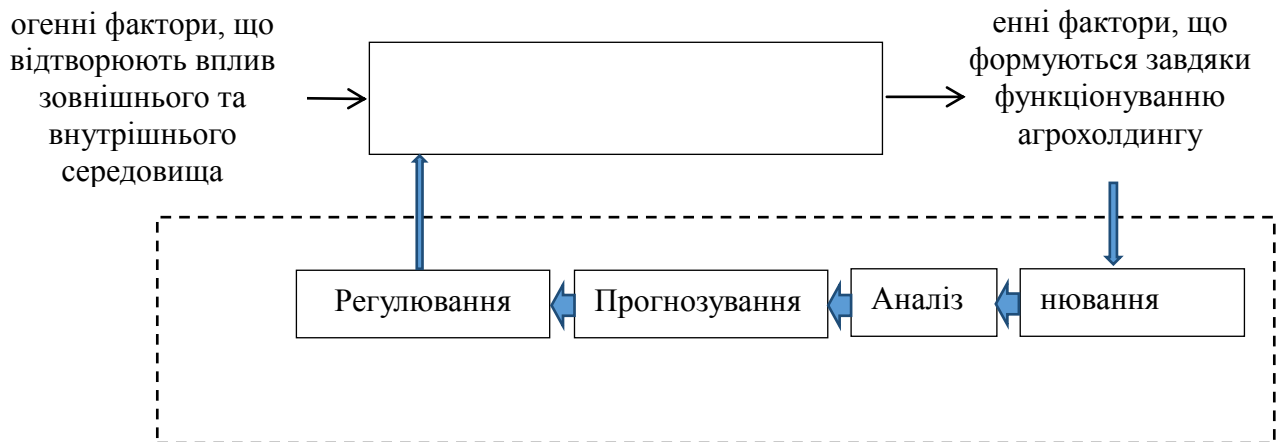 огенні фактори, що
відтворюють вплив
зовнішнього та
внутрішнього
середовища
енні фактори, що
формуються завдяки
функціонуванню
агрохолдингу
Регулювання
Прогнозування
Аналіз
нювання